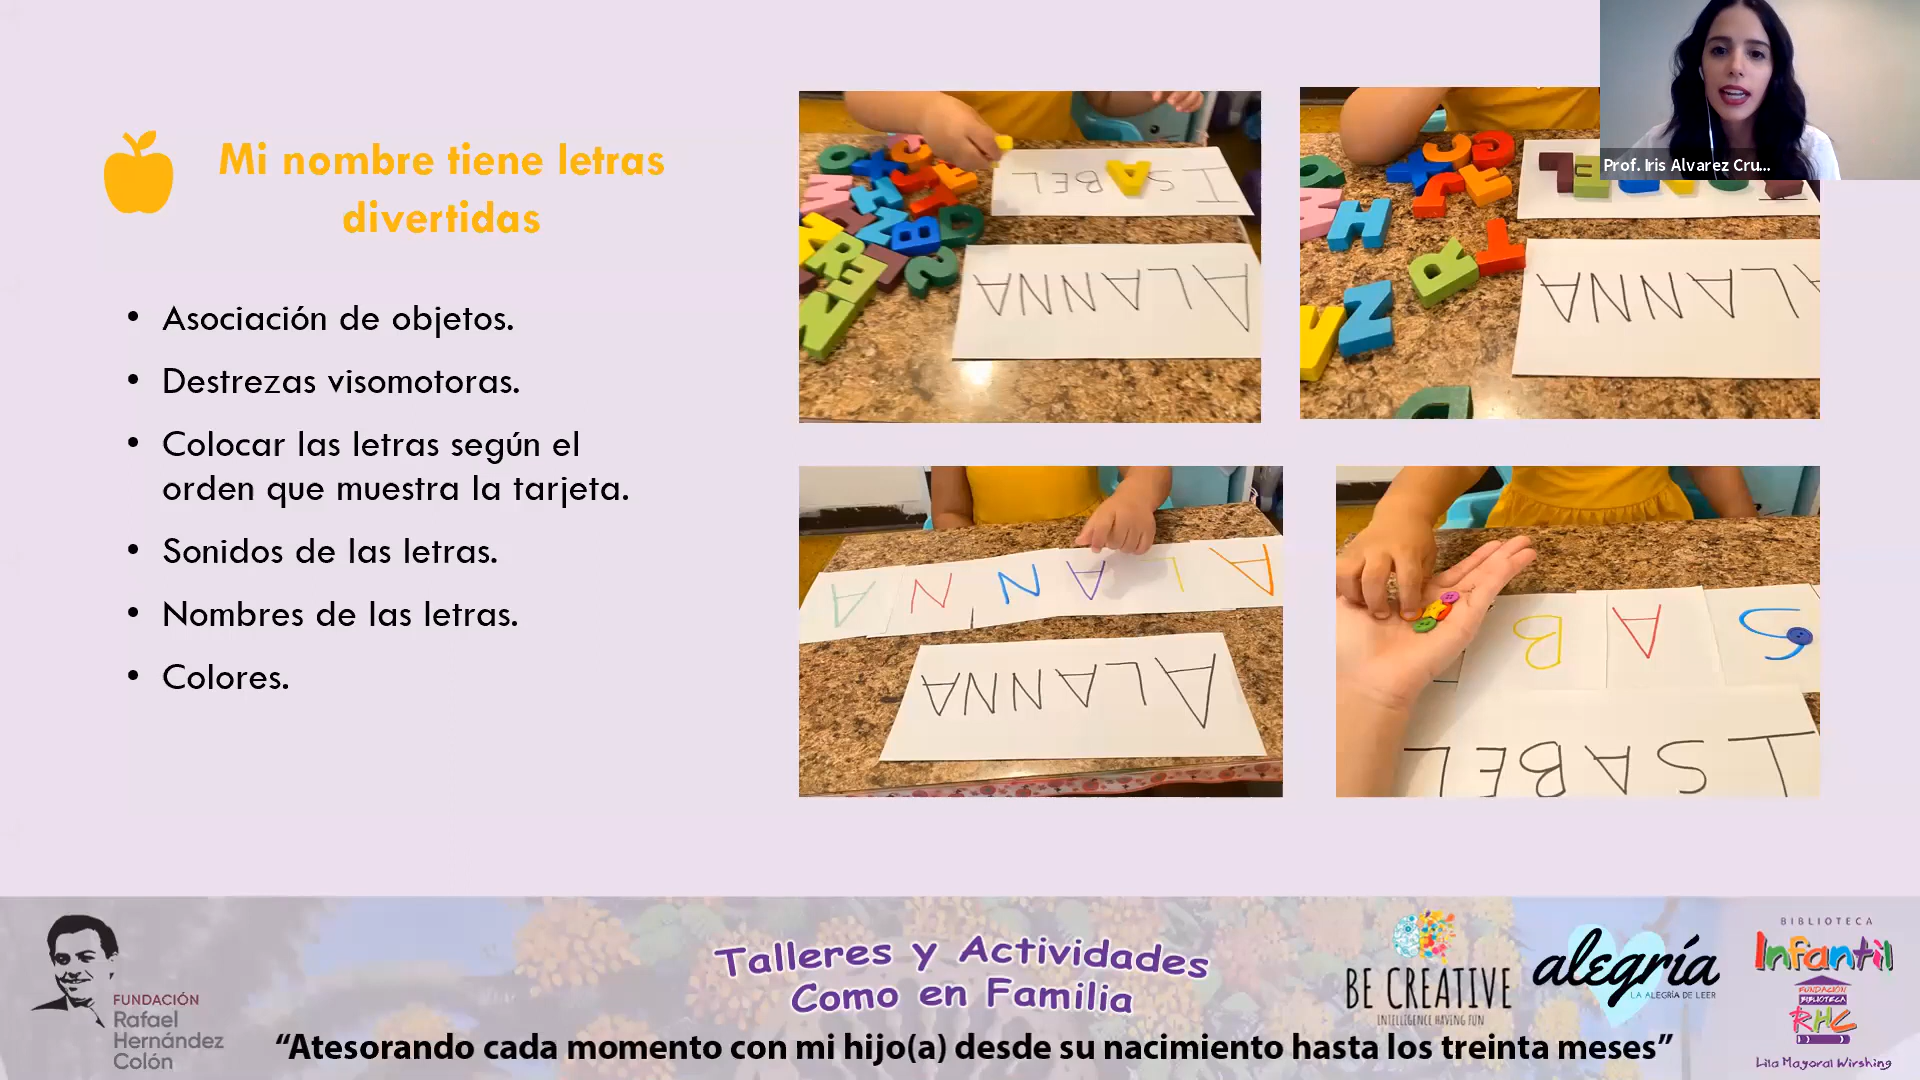 Mi nombre tiene letras
divertidas
• Asociación de objetos.
• Destrezas visomotoras.
• Colocar las letras según el
orden que muestra la tarjeta.
• Sonidos de las letras.
• Nombres de las letras.
• Colores.
ISABEL
ALANNA
ALANNA
ALANNA
ALANNA
S A B
ISABEL
Prof. Iris Alvarez Cru...
FUNDACIÓN
Rafael
Hernández
Colón
Talleres y Actividades
Como en Familia
“Atesorando cada momento con mi hijo(a) desde su nacimiento hasta los treinta meses”
BE CREATIVE
INTELLIGENCE HAVING FUN
alegría
LA ALEGRÍA DE LEER
BIBLIOTECA
Infantil
FUNDACIÓN
BIBLIOTECA
RHC
Lila Mayoral Wirshing